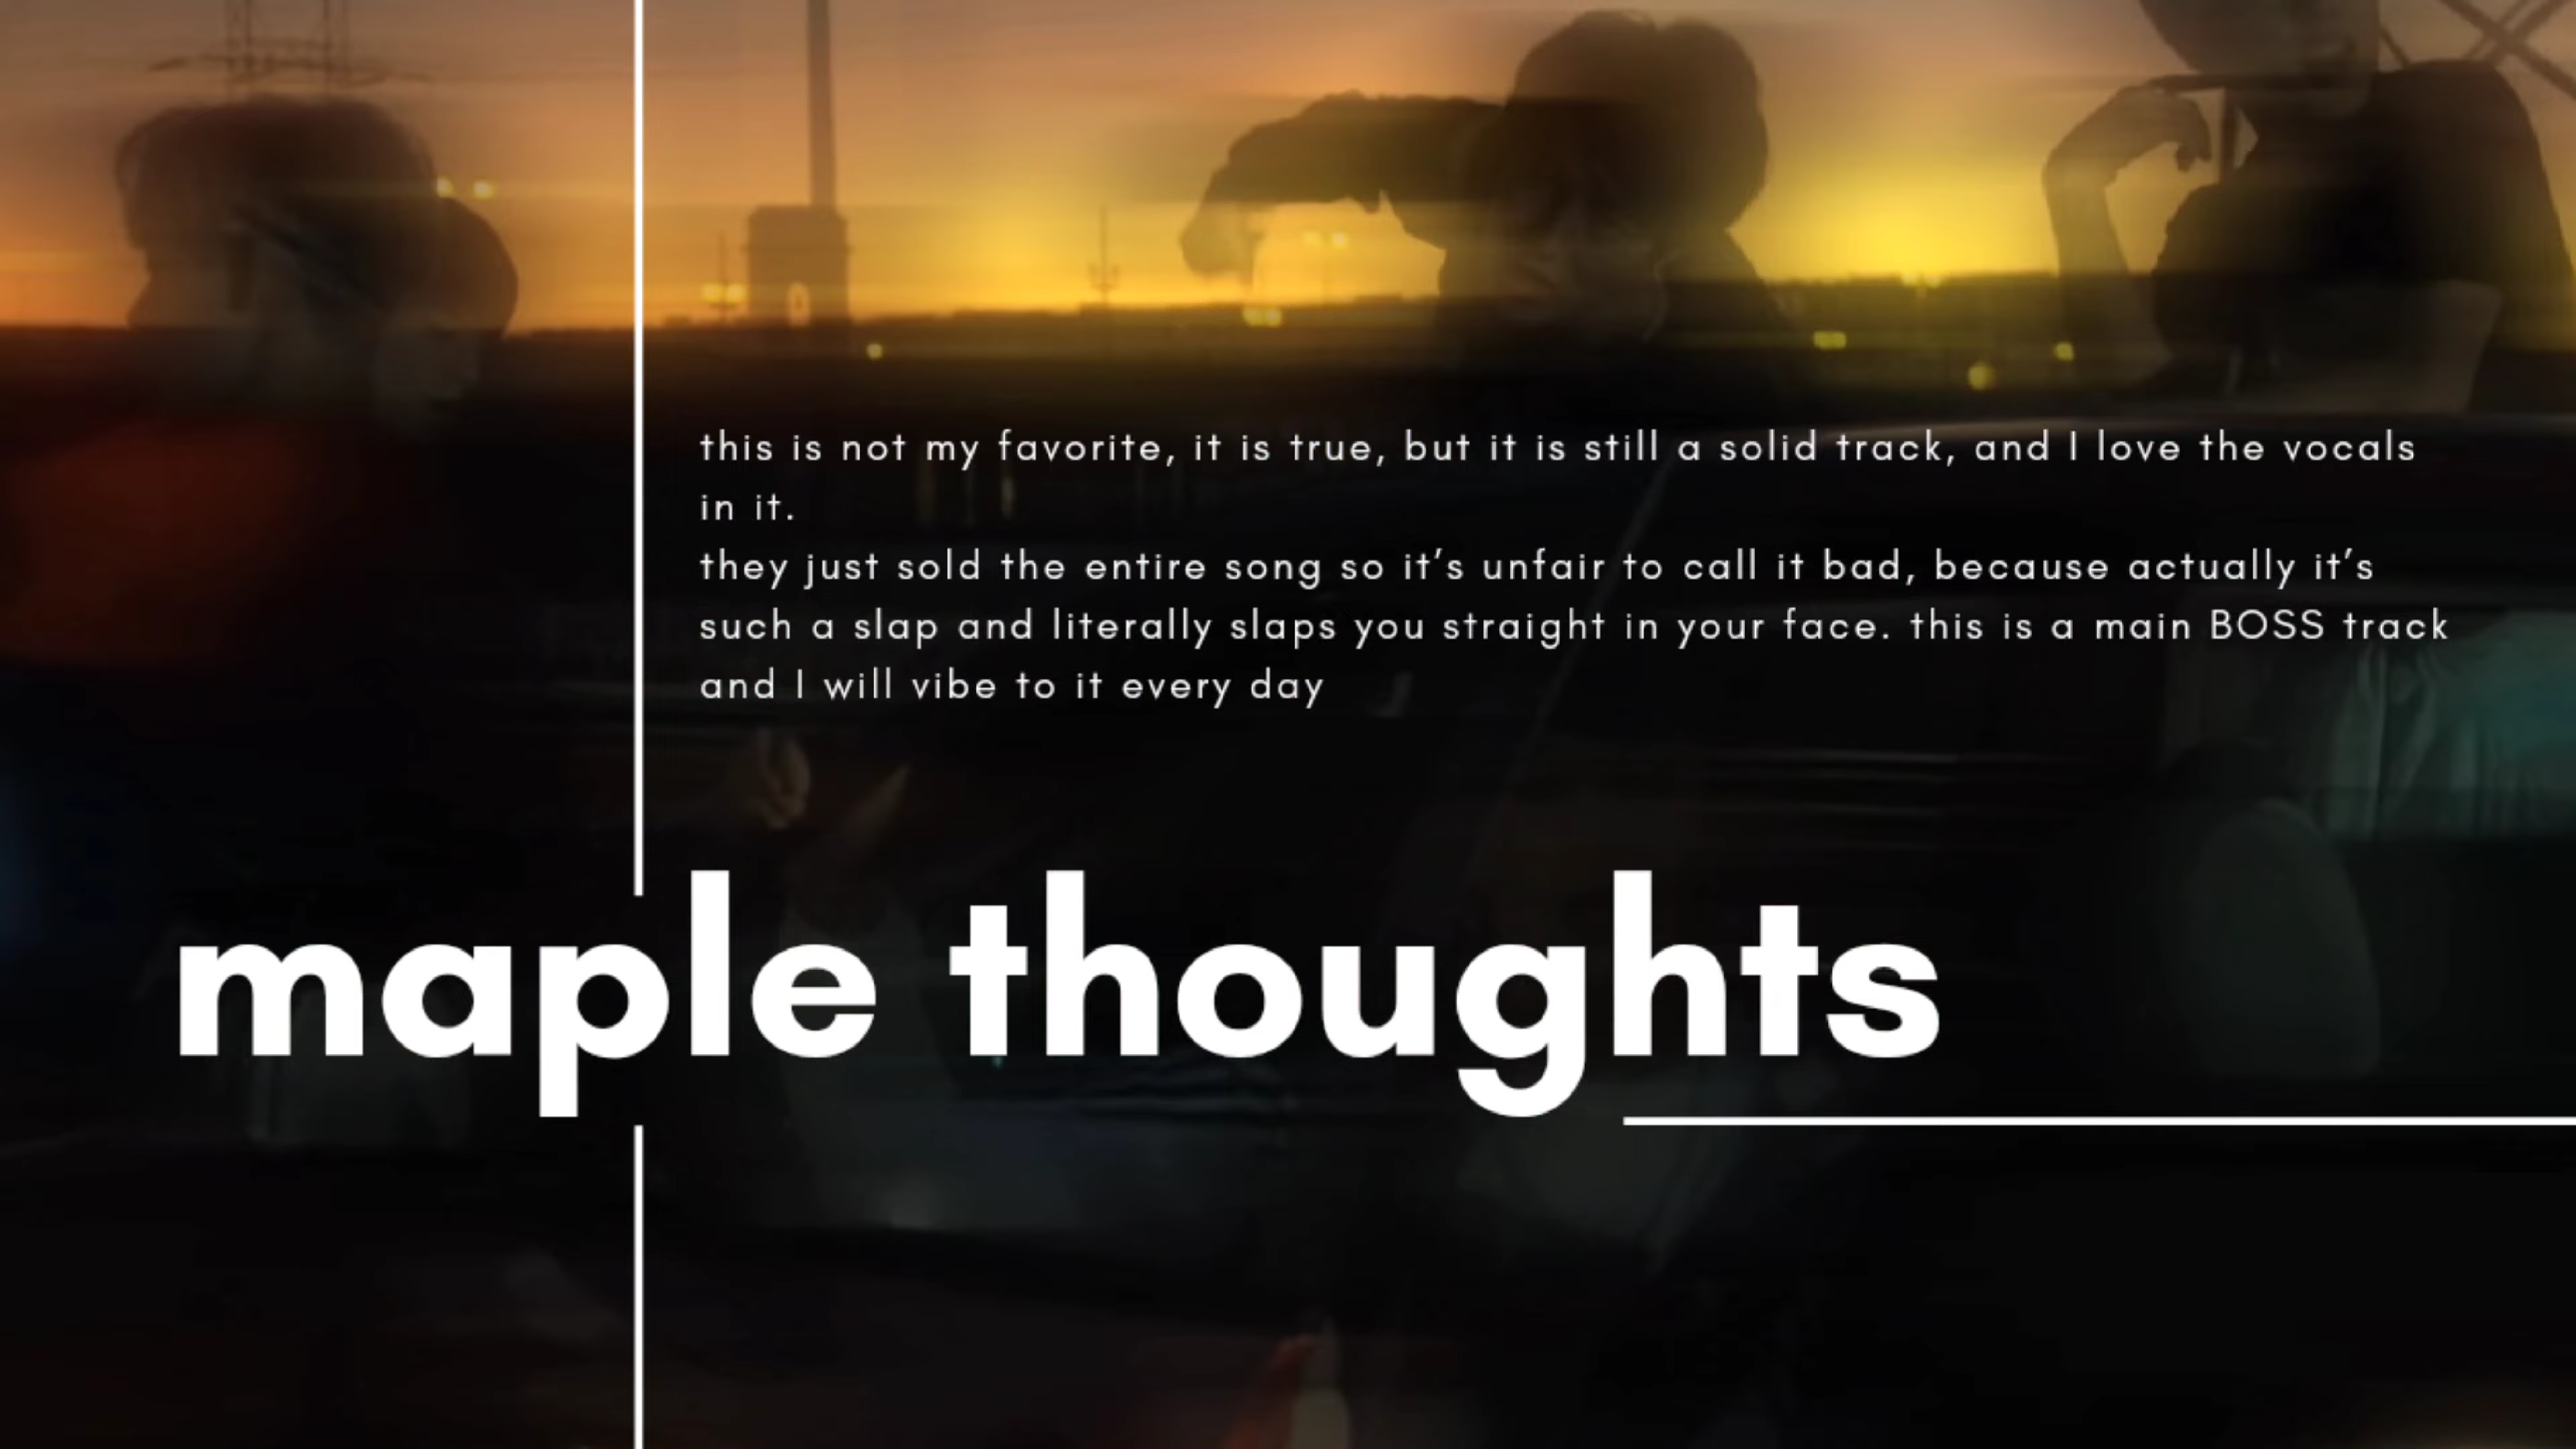 this is not my favorite, it is true, but it is still a solid track, and I love the vocals
in it.
they just sold the entire song so it’s unfair to call it bad, because actually it’s
such a slap and literally slaps you straight in your face. this is a main BOSS track
and I will vibe to it every day
maple thoughts